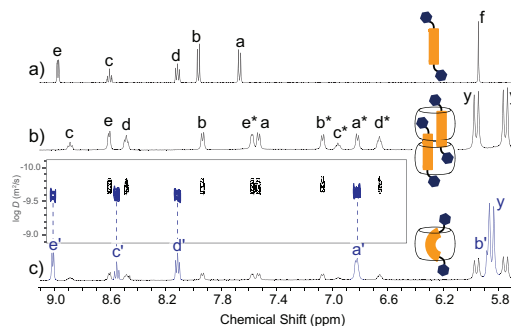 e c d b a f
a)
c e d b e* a b* c* a* d* y y
b)
-10.0
-9.5
-9.0
log D (m²/s)
e' c' d' a' b' y
c)
9.0 8.6 8.2 7.8 7.4 7.0 6.6 6.2 5.8
Chemical Shift (ppm)